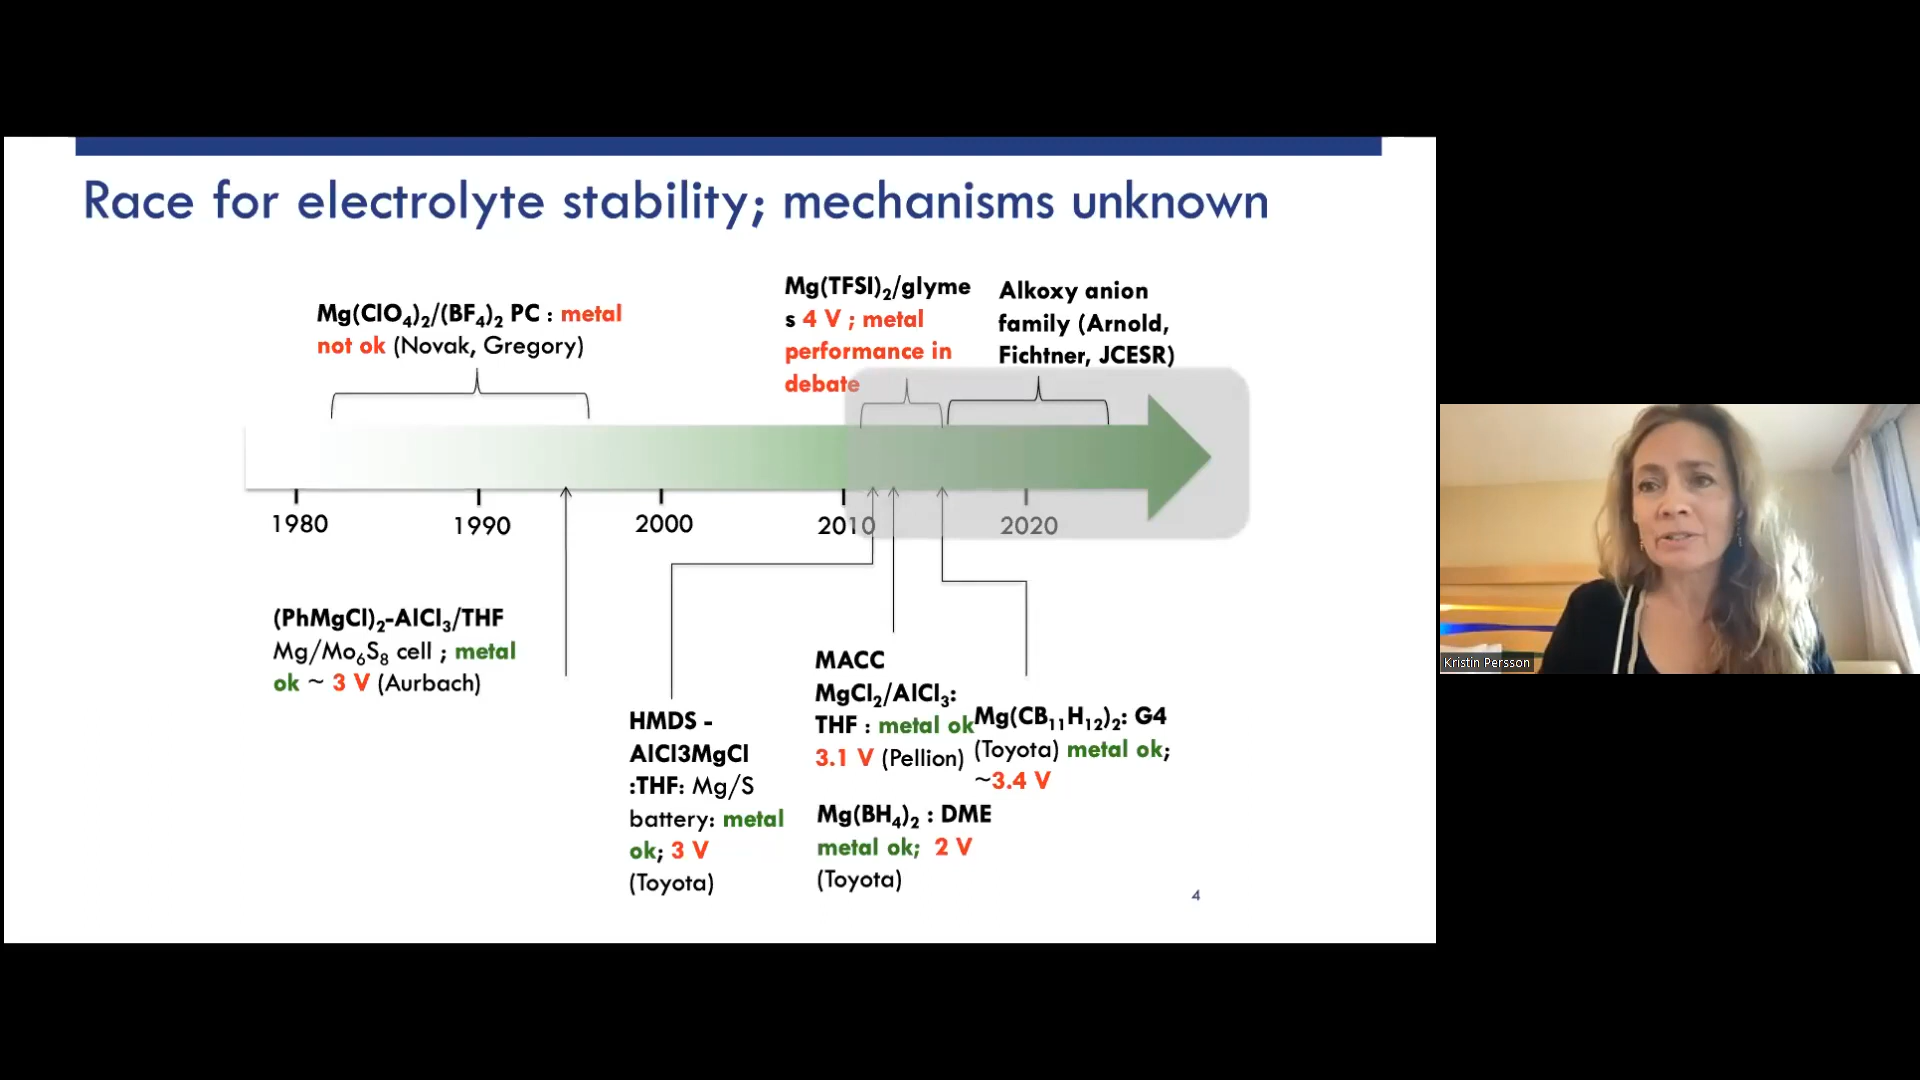 Race for electrolyte stability; mechanisms unknown
Mg(ClO₄)₂/(BF₄)₂ PC : metal
not ok (Novak, Gregory)
Mg(TFSI)₂/glyme
s 4 V ; metal
performance in
debate
Alkoxy anion
family (Arnold,
Fichtner, JCESR)
1980
1990
2000
2010
2020
(PhMgCl)₂-AlCl₃/THF
Mg/Mo₆S₈ cell ; metal
ok ~ 3 V (Aurbach)
HMDS -
AlCl3MgCl
:THF: Mg/S
battery: metal
ok; 3 V
(Toyota)
MACC
MgCl₂/AlCl₃:
THF : metal ok
3.1 V (Pellion)
Mg(BH₄)₂ : DME
metal ok; 2 V
(Toyota)
Mg(CB₁₁H₁₂)₂: G4
(Toyota) metal ok;
~3.4 V
4
Kristin Persson